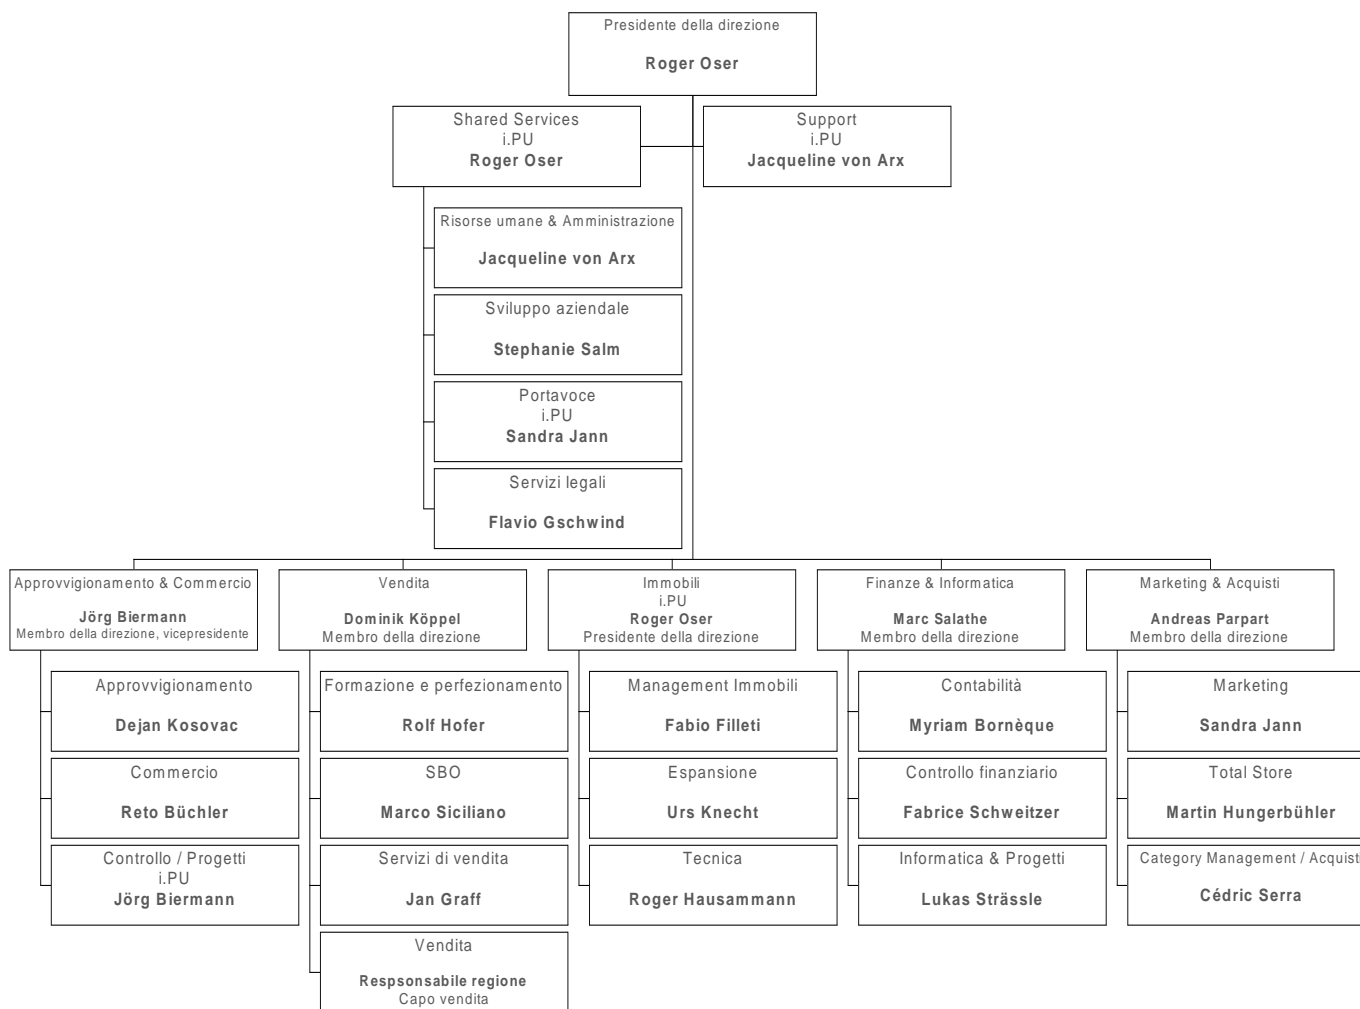 Presidente della direzione
Roger Oser
Shared Services
i.PU
Roger Oser
Support
i.PU
Jacqueline von Arx
Risorse umane & Amministrazione
Jacqueline von Arx
Sviluppo aziendale
Stephanie Salm
Portavoce
i.PU
Sandra Jann
Servizi legali
Flavio Gschwind
Approvvigionamento & Commercio
Jörg Biermann
Membro della direzione, vicepresidente
Vendita
Dominik Köppel
Membro della direzione
Immobili
i.PU
Roger Oser
Presidente della direzione
Finanze & Informatica
Marc Salathe
Membro della direzione
Marketing & Acquisti
Andreas Parpart
Membro della direzione
Approvvigionamento
Dejan Kosovac
Commercio
Reto Büchler
Controllo / Progetti
i.PU
Jörg Biermann
Formazione e perfezionamento
Rolf Hofer
SBO
Marco Siciliano
Servizi di vendita
Jan Graff
Vendita
Respsonsabile regione
Capo vendita
Management Immobili
Fabio Filleti
Espansione
Urs Knecht
Tecnica
Roger Hausammann
Contabilità
Myriam Bornèque
Controllo finanziario
Fabrice Schweitzer
Informatica & Progetti
Lukas Strässle
Marketing
Sandra Jann
Total Store
Martin Hungerbühler
Category Management / Acquisti
Cédric Serra